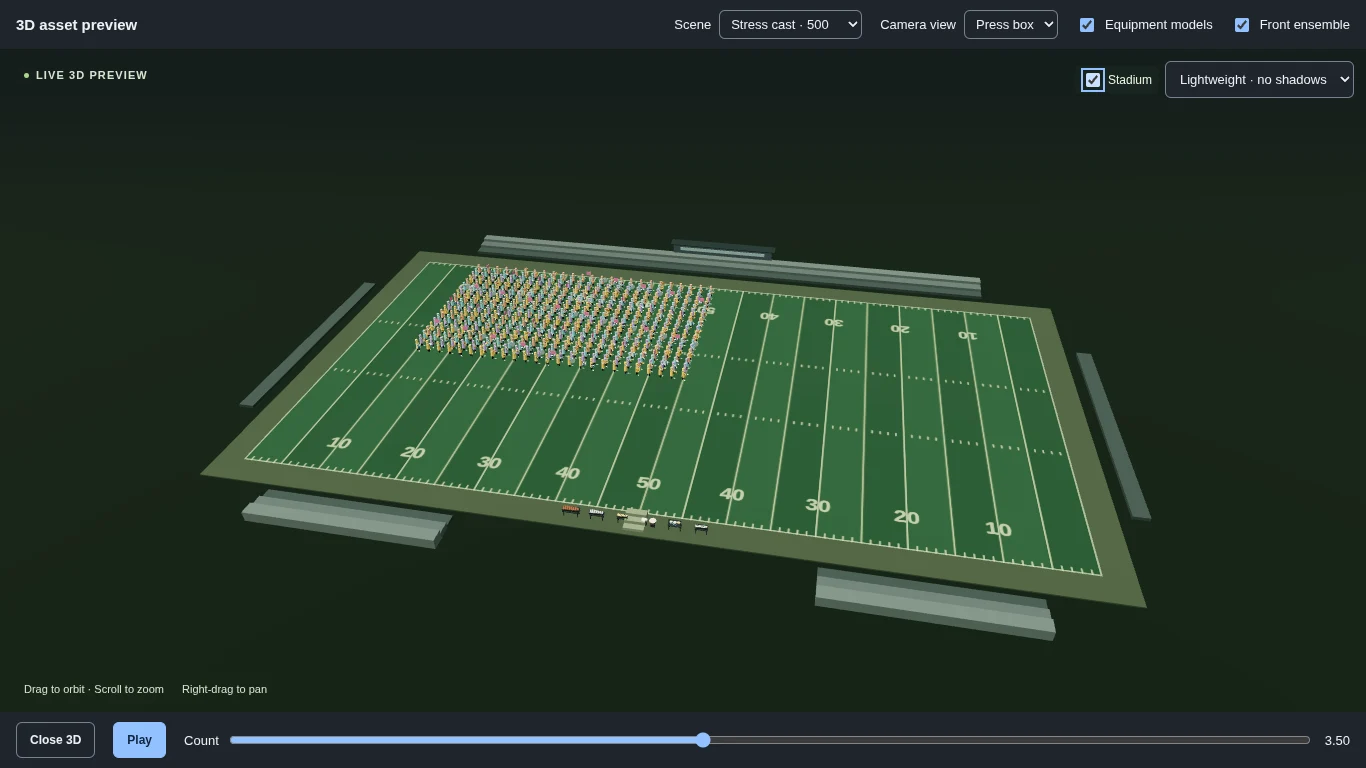 3D asset preview
Scene
Stress cast · 500
Camera view
Press box
Equipment models
Front ensemble
LIVE 3D PREVIEW
Stadium
Lightweight · no shadows
50 40 30 20 10
10 20 30 40 50 40 30 20 10
Drag to orbit · Scroll to zoom
Right-drag to pan
Close 3D
Play
Count
3.50